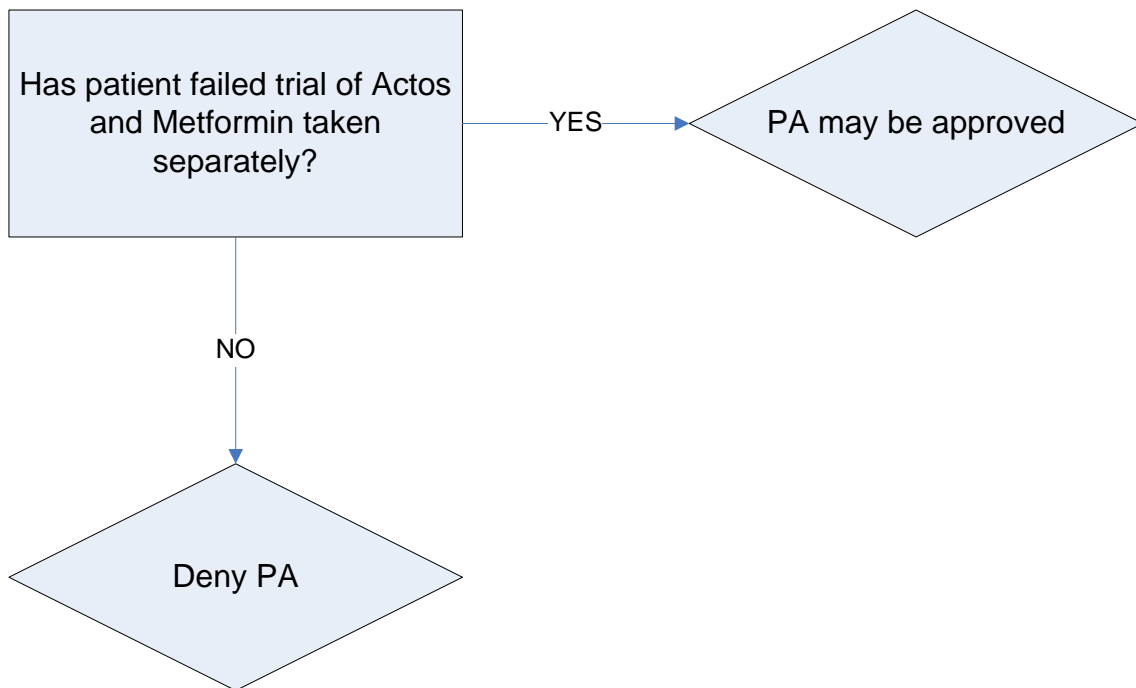 Has patient failed trial of Actos
and Metformin taken
separately?
YES
PA may be approved
NO
Deny PA